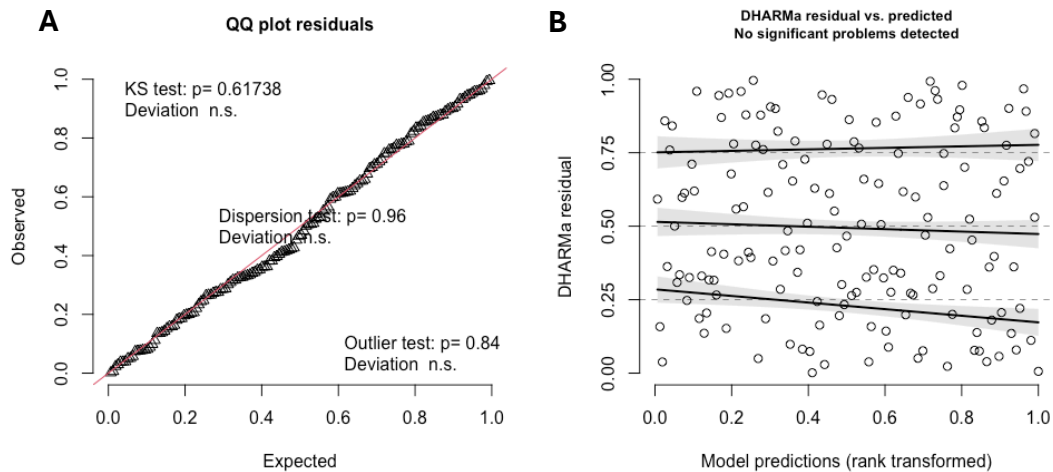 A
QQ plot residuals
KS test: p= 0.61738
Deviation n.s.
Dispersion test: p= 0.96
Deviation n.s.
Outlier test: p= 0.84
Deviation n.s.
Observed
1.0
0.8
0.6
0.4
0.2
0.0
0.0 0.2 0.4 0.6 0.8 1.0
Expected
B
DHARMa residual vs. predicted
No significant problems detected
DHARMa residual
1.00
0.75
0.50
0.25
0.00
0.0 0.2 0.4 0.6 0.8 1.0
Model predictions (rank transformed)